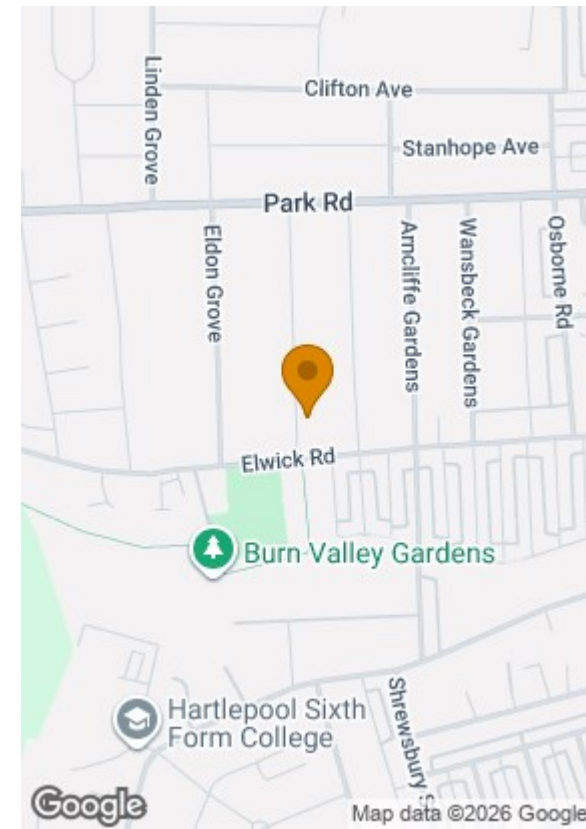 Linden Grove
Clifton Ave
Stanhope Ave
Park Rd
Eldon Grove
Arncliffe Gardens
Wansbeck Gardens
Osborne Rd
Elwick Rd
Burn Valley Gardens
Hartlepool Sixth
Form College
Shrewsbury S
Google
Map data ©2026 Google